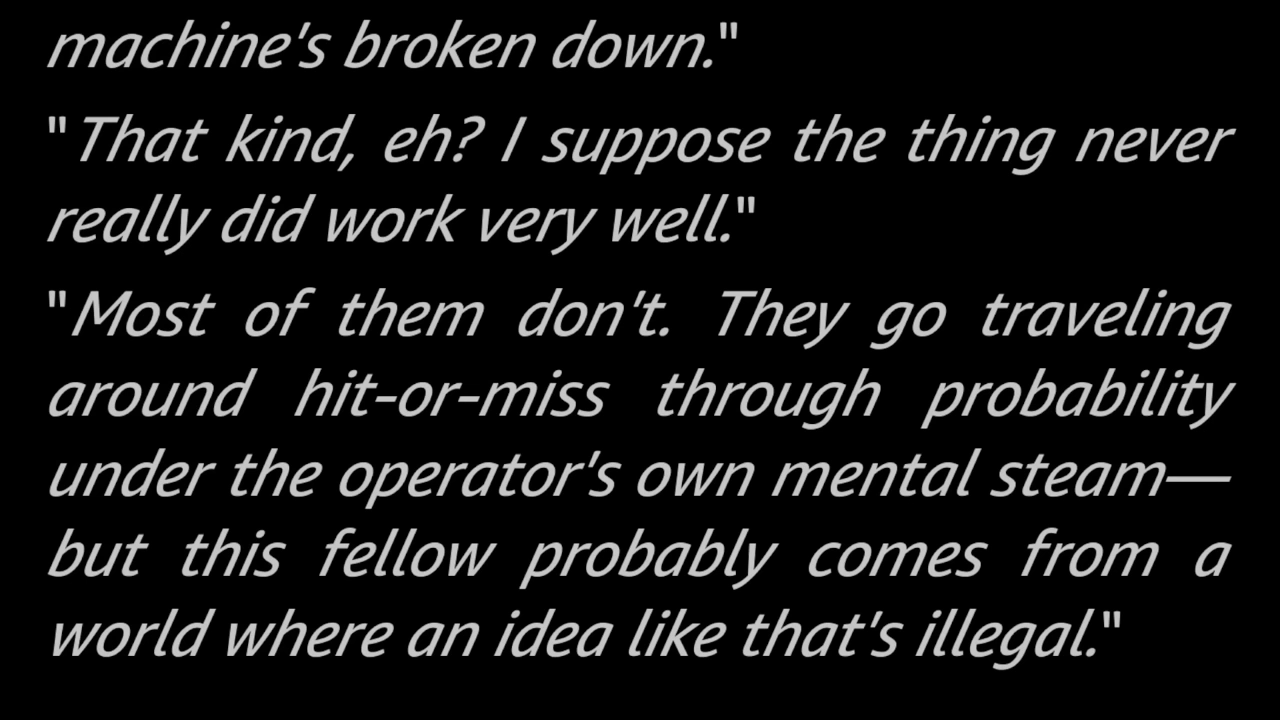 machine's broken down."
"That kind, eh? I suppose the thing never
really did work very well."
"Most of them don't. They go traveling
around hit-or-miss through probability
under the operator's own mental steam—
but this fellow probably comes from a
world where an idea like that's illegal."